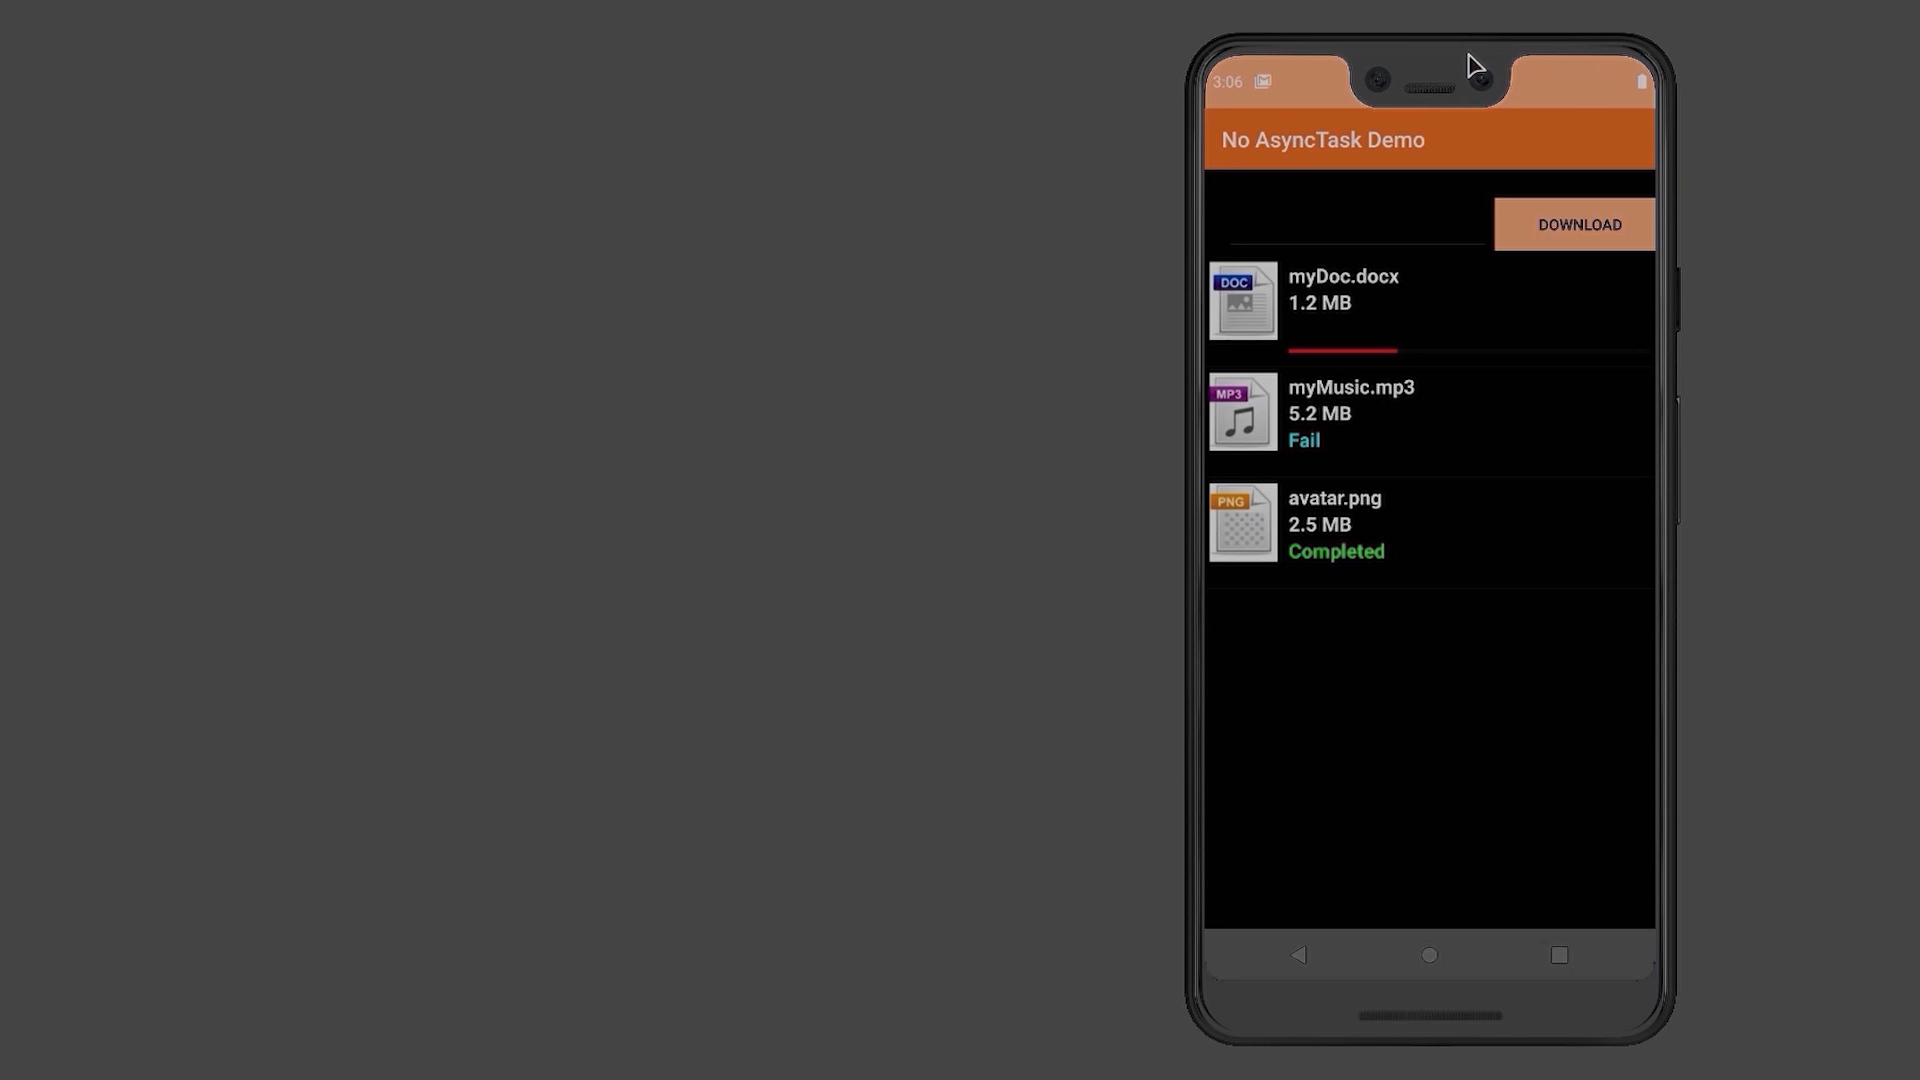 3:06
No AsyncTask Demo
DOWNLOAD
DOC
myDoc.docx
1.2 MB
MP3
myMusic.mp3
5.2 MB
Fail
PNG
avatar.png
2.5 MB
Completed